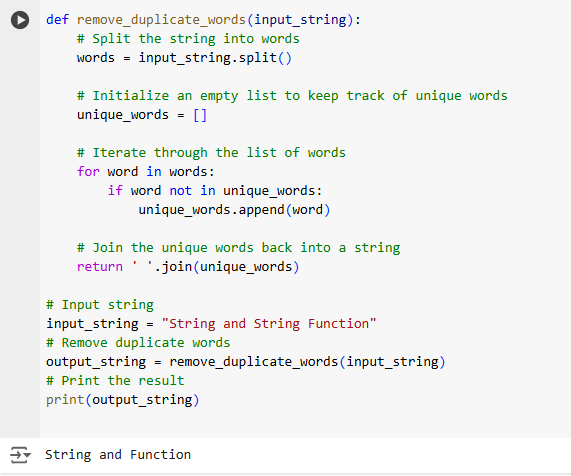 def remove_duplicate_words(input_string):
    # Split the string into words
    words = input_string.split()

    # Initialize an empty list to keep track of unique words
    unique_words = []

    # Iterate through the list of words
    for word in words:
        if word not in unique_words:
            unique_words.append(word)

    # Join the unique words back into a string
    return ' '.join(unique_words)

# Input string
input_string = "String and String Function"
# Remove duplicate words
output_string = remove_duplicate_words(input_string)
# Print the result
print(output_string)

String and Function